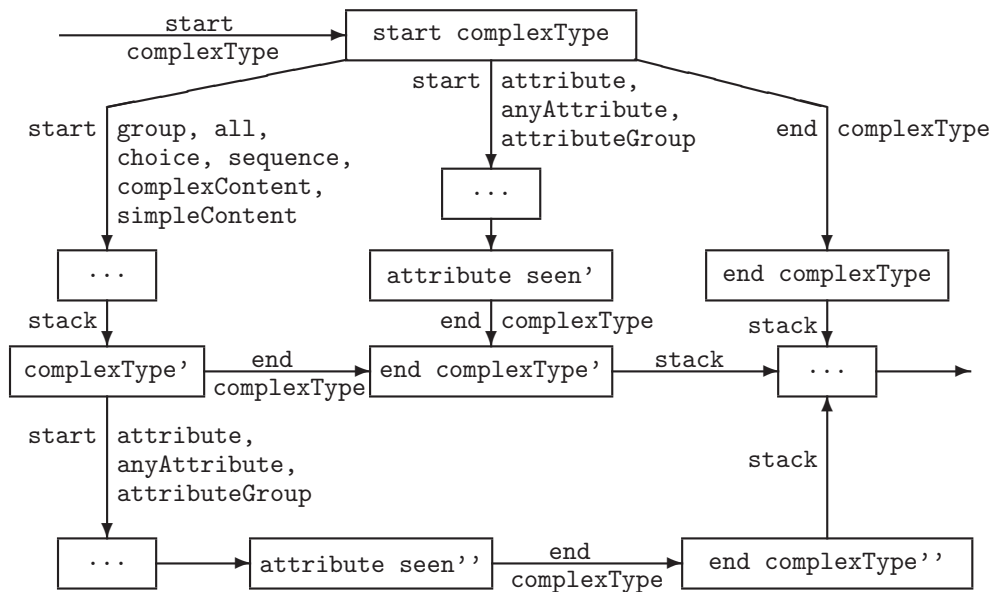 start
complexType
start complexType
start
attribute,
anyAttribute,
attributeGroup
start
group, all,
choice, sequence,
complexContent,
simpleContent
end
complexType
...
...
attribute seen'
end complexType
stack
end
complexType
stack
complexType'
end
complexType
end complexType'
stack
...
start
attribute,
anyAttribute,
attributeGroup
stack
...
attribute seen''
end
complexType
end complexType''